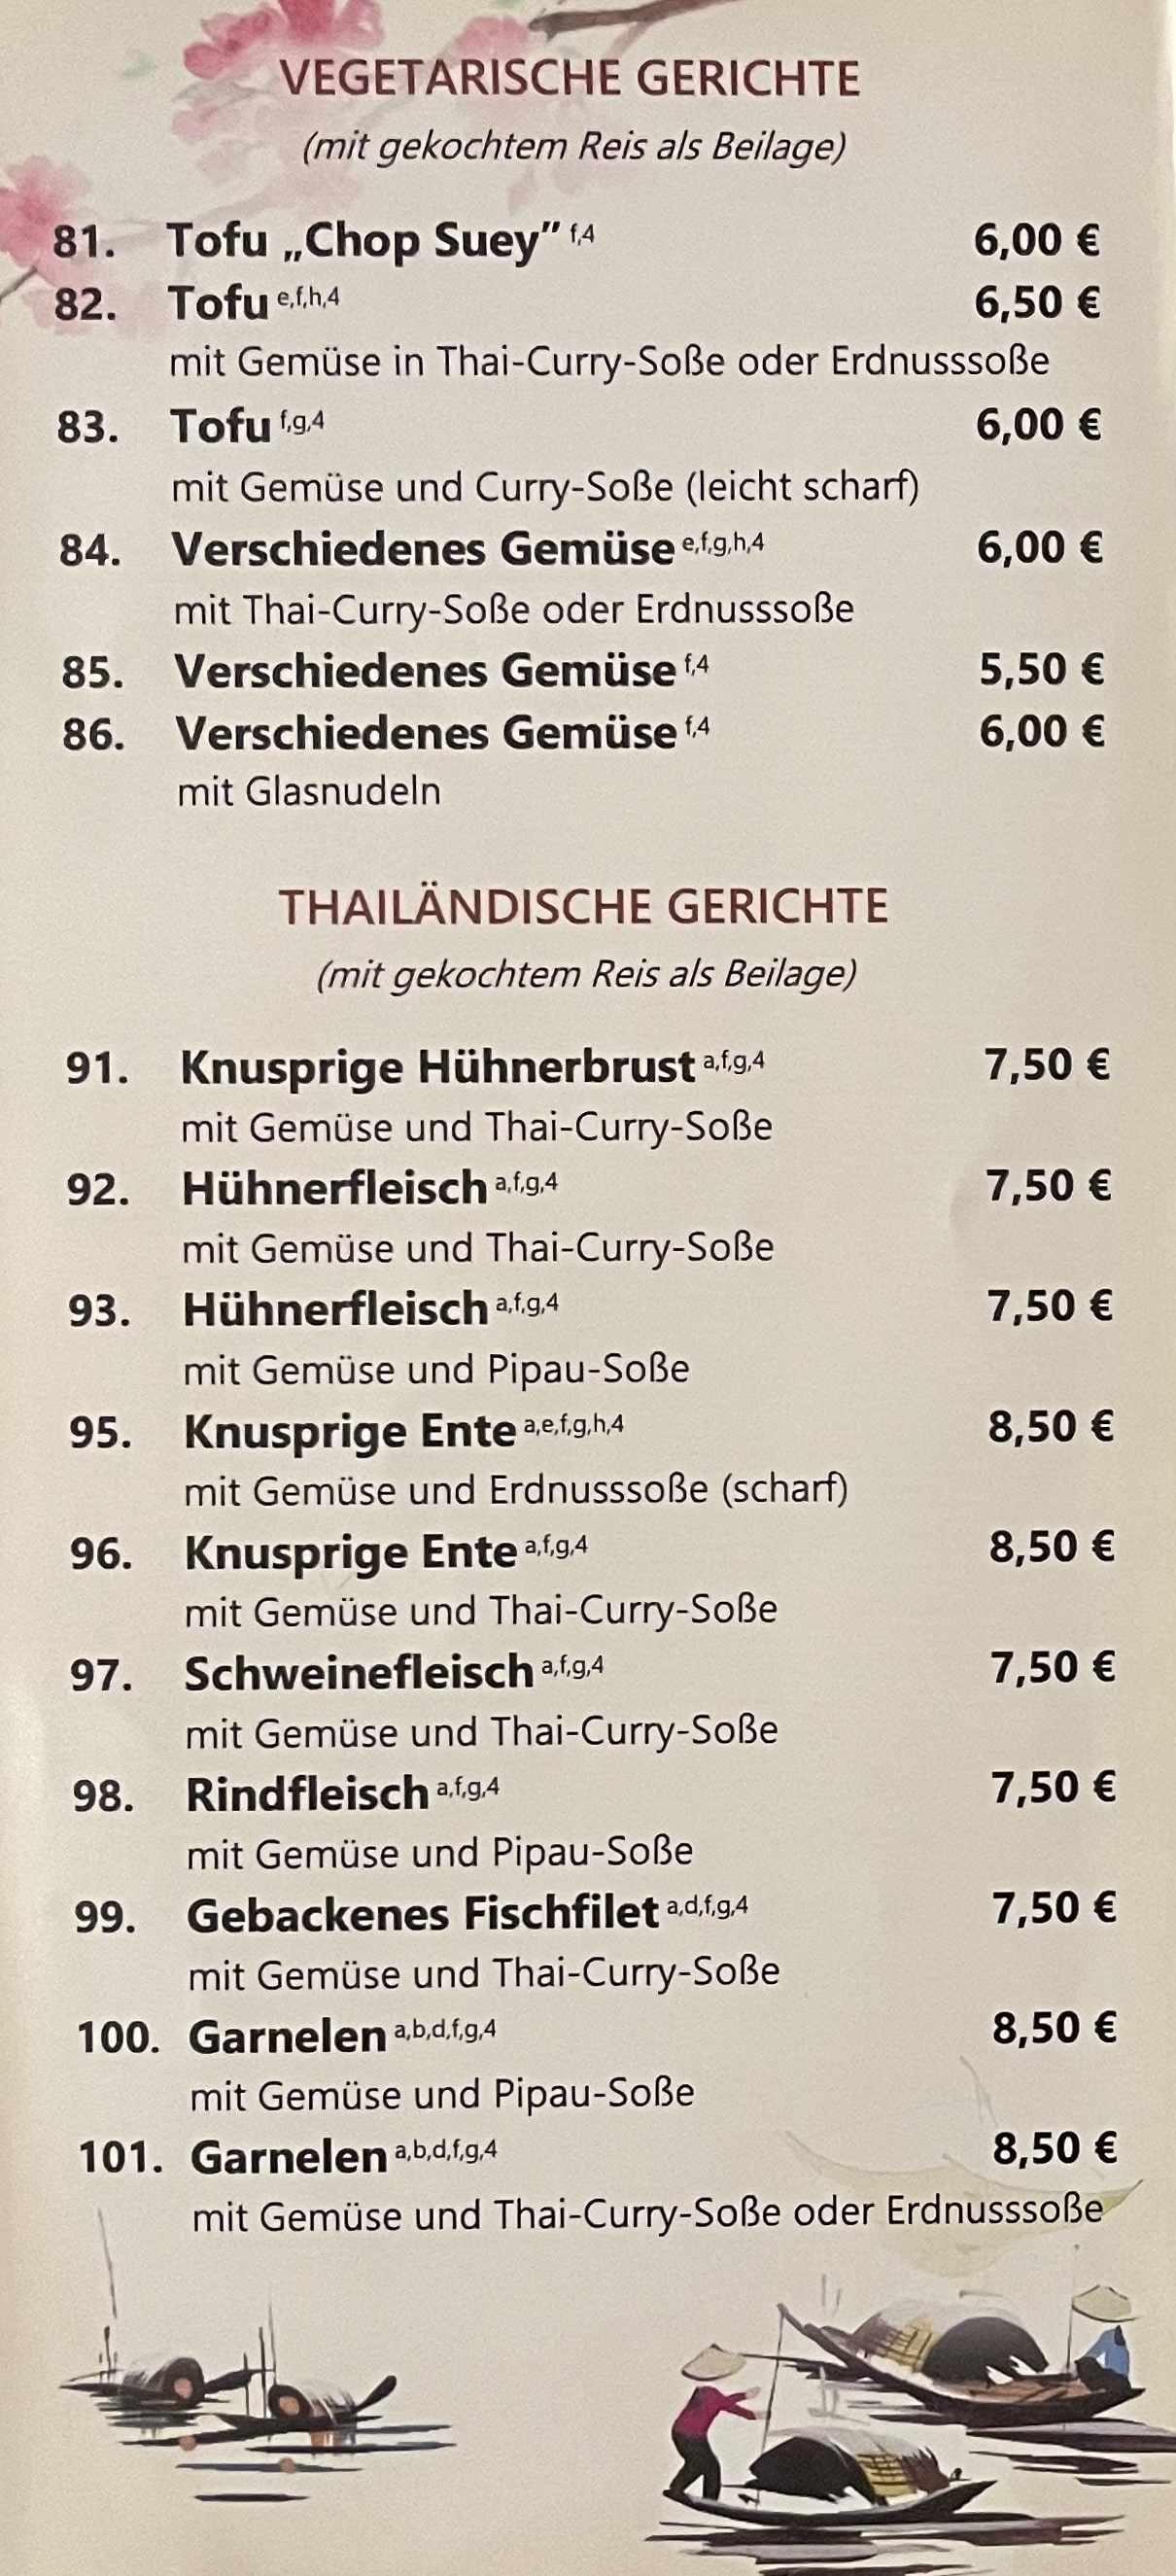 VEGETARISCHE GERICHTE
(mit gekochtem Reis als Beilage)
81. Tofu „Chop Suey” f,4 6,00 €
82. Tofu e,f,h,4 6,50 €
mit Gemüse in Thai-Curry-Soße oder Erdnusssoße
83. Tofu f,g,4 6,00 €
mit Gemüse und Curry-Soße (leicht scharf)
84. Verschiedenes Gemüse e,f,g,h,4 6,00 €
mit Thai-Curry-Soße oder Erdnusssoße
85. Verschiedenes Gemüse f,4 5,50 €
86. Verschiedenes Gemüse f,4 6,00 €
mit Glasnudeln
THAILÄNDISCHE GERICHTE
(mit gekochtem Reis als Beilage)
91. Knusprige Hühnerbrust a,f,g,4 7,50 €
mit Gemüse und Thai-Curry-Soße
92. Hühnerfleisch a,f,g,4 7,50 €
mit Gemüse und Thai-Curry-Soße
93. Hühnerfleisch a,f,g,4 7,50 €
mit Gemüse und Pipau-Soße
95. Knusprige Ente a,e,f,g,h,4 8,50 €
mit Gemüse und Erdnusssoße (scharf)
96. Knusprige Ente a,f,g,4 8,50 €
mit Gemüse und Thai-Curry-Soße
97. Schweinefleisch a,f,g,4 7,50 €
mit Gemüse und Thai-Curry-Soße
98. Rindfleisch a,f,g,4 7,50 €
mit Gemüse und Pipau-Soße
99. Gebackenes Fischfilet a,d,f,g,4 7,50 €
mit Gemüse und Thai-Curry-Soße
100. Garnelen a,b,d,f,g,4 8,50 €
mit Gemüse und Pipau-Soße
101. Garnelen a,b,d,f,g,4 8,50 €
mit Gemüse und Thai-Curry-Soße oder Erdnusssoße